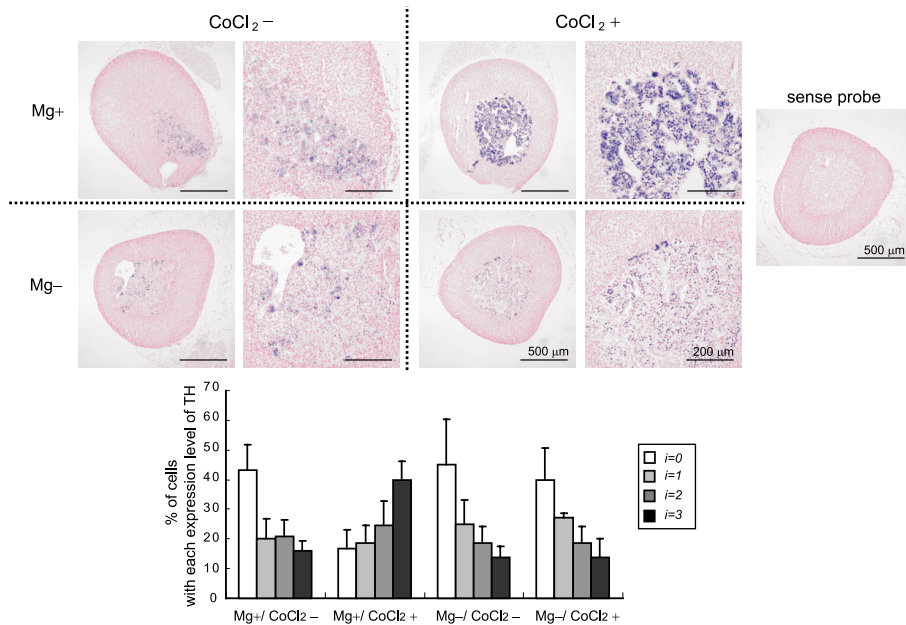 CoCl2 −
CoCl2 +
sense probe
Mg+
500 µm
Mg−
500 µm
200 µm
% of cells
with each expression level of TH
70
60
50
40
30
20
10
0
i=0
i=1
i=2
i=3
Mg+/ CoCl2 −
Mg+/ CoCl2 +
Mg−/ CoCl2 −
Mg−/ CoCl2 +